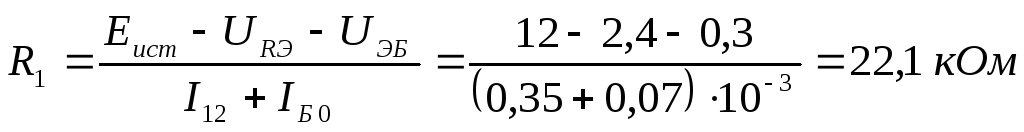 R₁ = (E_ист - U_RЭ - U_ЭБ) / (I₁₂ + I_Б0) = (12 - 2,4 - 0,3) / ((0,35 + 0,07) · 10⁻³) = 22,1 кОм